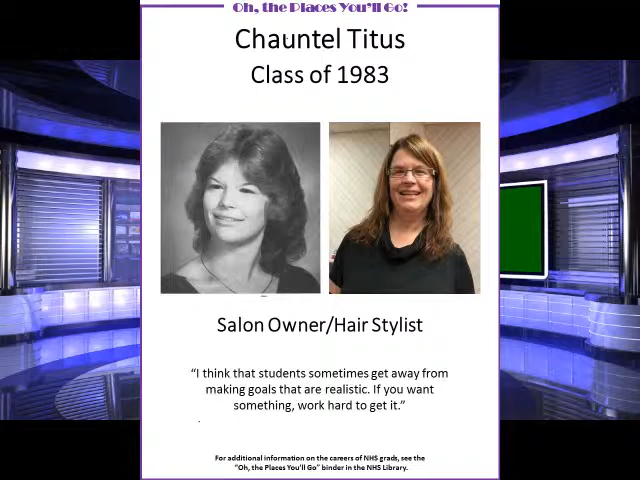 Oh, the Places You'll Go!
Chauntel Titus
Class of 1983
Salon Owner/Hair Stylist
“I think that students sometimes get away from
making goals that are realistic. If you want
something, work hard to get it.”
.
For additional information on the careers of NHS grads, see the
“Oh, the Places You'll Go” binder in the NHS Library.